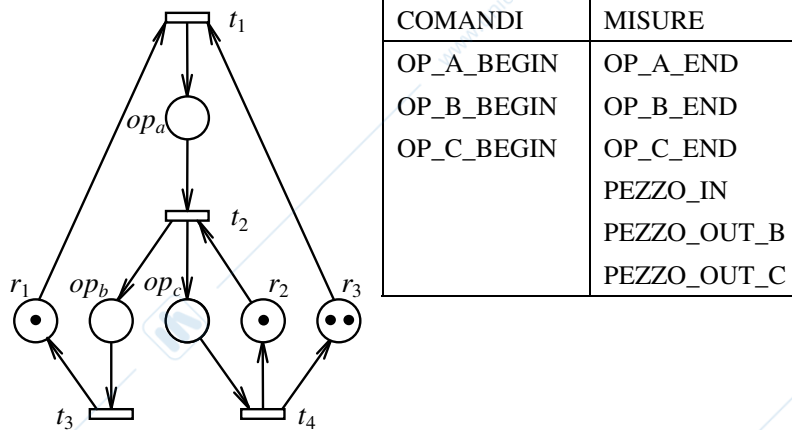 t1
opa
t2
r1 opb opc r2 r3
t3 t4
COMANDI MISURE
OP_A_BEGIN OP_A_END
OP_B_BEGIN OP_B_END
OP_C_BEGIN OP_C_END
PEZZO_IN
PEZZO_OUT_B
PEZZO_OUT_C